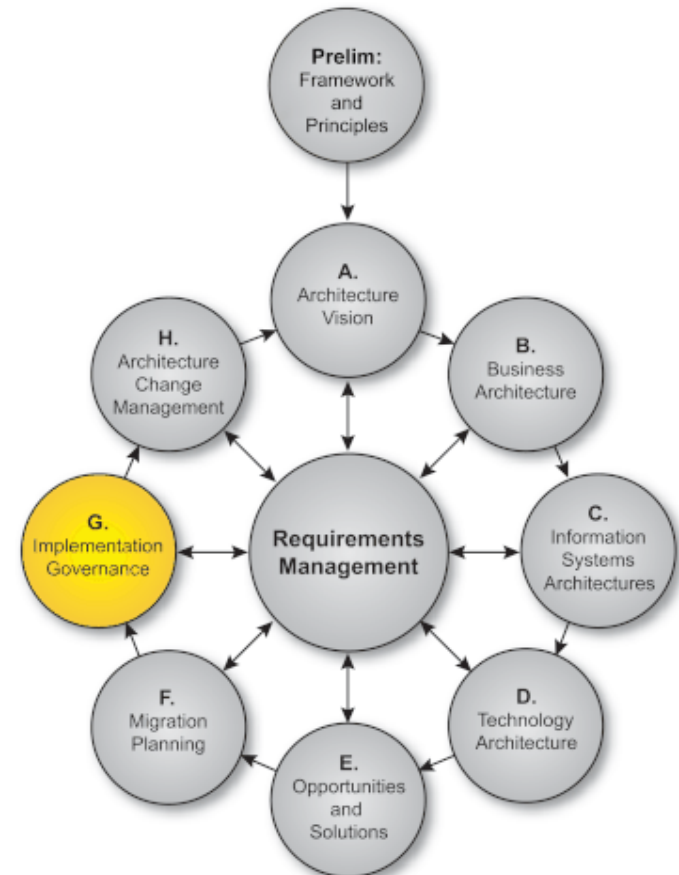 Prelim:
Framework
and
Principles
A.
Architecture
Vision
B.
Business
Architecture
C.
Information
Systems
Architectures
D.
Technology
Architecture
E.
Opportunities
and
Solutions
F.
Migration
Planning
G.
Implementation
Governance
H.
Architecture
Change
Management
Requirements
Management